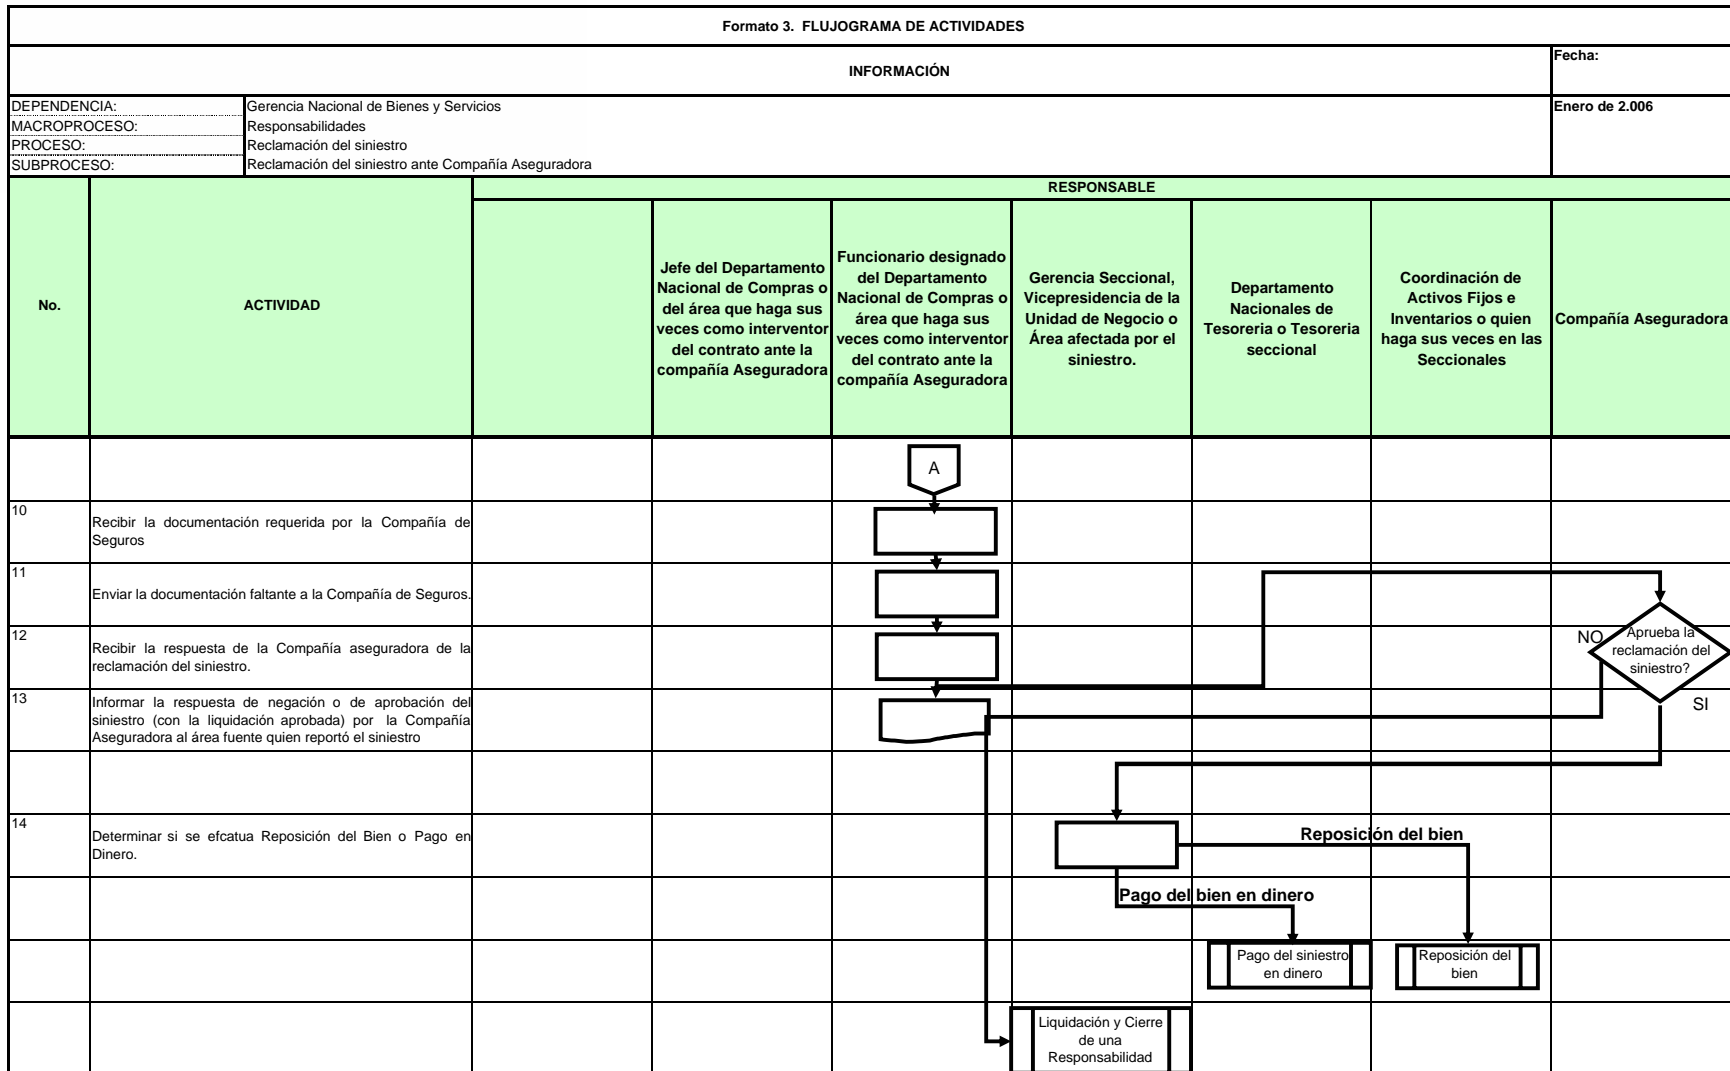 Formato 3.  FLUJOGRAMA DE ACTIVIDADES
INFORMACIÓN
Fecha:
DEPENDENCIA:
Gerencia Nacional de Bienes y Servicios
Enero de 2.006
MACROPROCESO:
Responsabilidades
PROCESO:
Reclamación del siniestro
SUBPROCESO:
Reclamación del siniestro ante Compañía Aseguradora
RESPONSABLE
No.
ACTIVIDAD
Jefe del Departamento
Nacional de Compras o
del área que haga sus
veces como interventor
del contrato ante la
compañía Aseguradora
Funcionario designado
del Departamento
Nacional de Compras o
área que haga sus
veces como interventor
del contrato ante la
compañía Aseguradora
Gerencia Seccional,
Vicepresidencia de la
Unidad de Negocio o
Área afectada por el
siniestro.
Departamento
Nacionales de
Tesoreria o Tesoreria
seccional
Coordinación de
Activos Fijos e
Inventarios o quien
haga sus veces en las
Seccionales
Compañía Aseguradora
A
10
Recibir la documentación requerida por la Compañía de
Seguros
11
Enviar la documentación faltante a la Compañía de Seguros.
12
Recibir la respuesta de la Compañía aseguradora de la
reclamación del siniestro.
NO
Aprueba la
reclamación del
siniestro?
SI
13
Informar la respuesta de negación o de aprobación del
siniestro (con la liquidación aprobada) por la Compañía
Aseguradora al área fuente quien reportó el siniestro
14
Determinar si se efcatua Reposición del Bien o Pago en
Dinero.
Reposición del bien
Pago del bien en dinero
Pago del siniestro
en dinero
Reposición del
bien
Liquidación y Cierre
de una
Responsabilidad